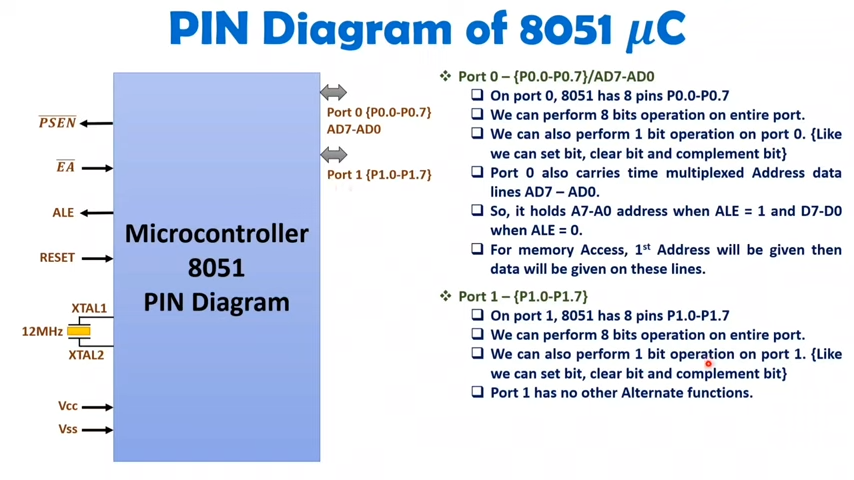 PIN Diagram of 8051 𝝁C
PSEN
EA
ALE
RESET
XTAL1
12MHz
XTAL2
Vcc
Vss
Microcontroller
8051
PIN Diagram
Port 0 {P0.0-P0.7}
AD7-AD0
Port 1 {P1.0-P1.7}
❖ Port 0 – {P0.0-P0.7}/AD7-AD0
❑ On port 0, 8051 has 8 pins P0.0-P0.7
❑ We can perform 8 bits operation on entire port.
❑ We can also perform 1 bit operation on port 0. {Like
we can set bit, clear bit and complement bit}
❑ Port 0 also carries time multiplexed Address data
lines AD7 – AD0.
❑ So, it holds A7-A0 address when ALE = 1 and D7-D0
when ALE = 0.
❑ For memory Access, 1st Address will be given then
data will be given on these lines.
❖ Port 1 – {P1.0-P1.7}
❑ On port 1, 8051 has 8 pins P1.0-P1.7
❑ We can perform 8 bits operation on entire port.
❑ We can also perform 1 bit operation on port 1. {Like
we can set bit, clear bit and complement bit}
❑ Port 1 has no other Alternate functions.